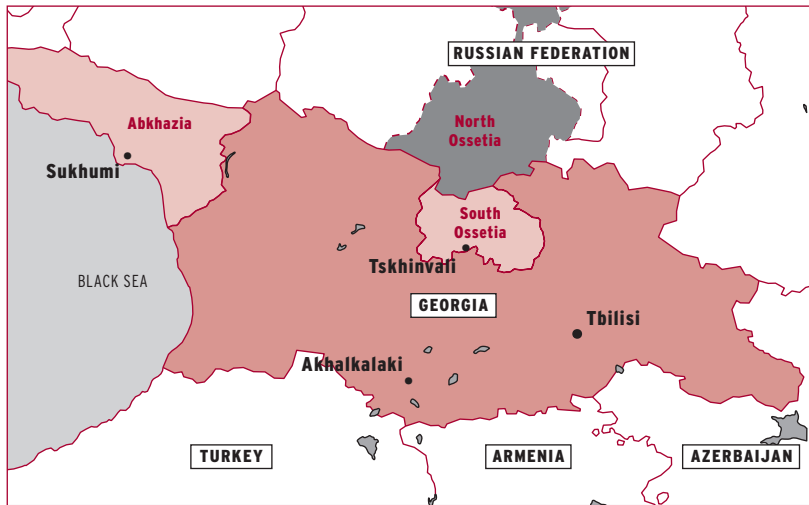 RUSSIAN FEDERATION
Abkhazia
North
Ossetia
Sukhumi
South
Ossetia
Tskhinvali
BLACK SEA
GEORGIA
Tbilisi
Akhalkalaki
TURKEY
ARMENIA
AZERBAIJAN